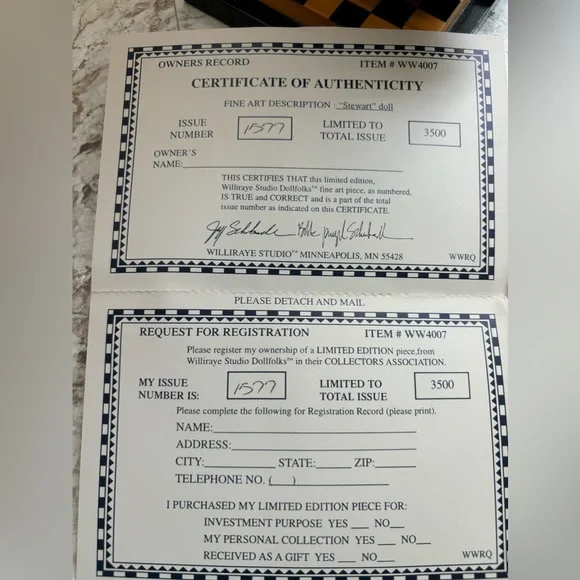 OWNERS RECORD ITEM # WW4007
CERTIFICATE OF AUTHENTICITY
FINE ART DESCRIPTION : "Stewart" doll
ISSUE NUMBER 1577 LIMITED TO TOTAL ISSUE 3500
OWNER'S
NAME:
THIS CERTIFIES THAT this limited edition,
Williraye Studio Dollfolks™ fine art piece, as numbered,
IS TRUE and CORRECT and is a part of the total
issue number as indicated on this CERTIFICATE.
WILLIRAYE STUDIO™ MINNEAPOLIS, MN 55428
WWRQ
PLEASE DETACH AND MAIL
REQUEST FOR REGISTRATION ITEM # WW4007
Please register my ownership of a LIMITED EDITION piece,from
Williraye Studio Dollfolks™ in their COLLECTORS ASSOCIATION.
MY ISSUE NUMBER IS: 1577 LIMITED TO TOTAL ISSUE 3500
Please complete the following for Registration Record (please print).
NAME:
ADDRESS:
CITY: STATE: ZIP:
TELEPHONE NO. ( )
I PURCHASED MY LIMITED EDITION PIECE FOR:
INVESTMENT PURPOSE YES NO
MY PERSONAL COLLECTION YES NO
RECEIVED AS A GIFT YES NO
WWRQ